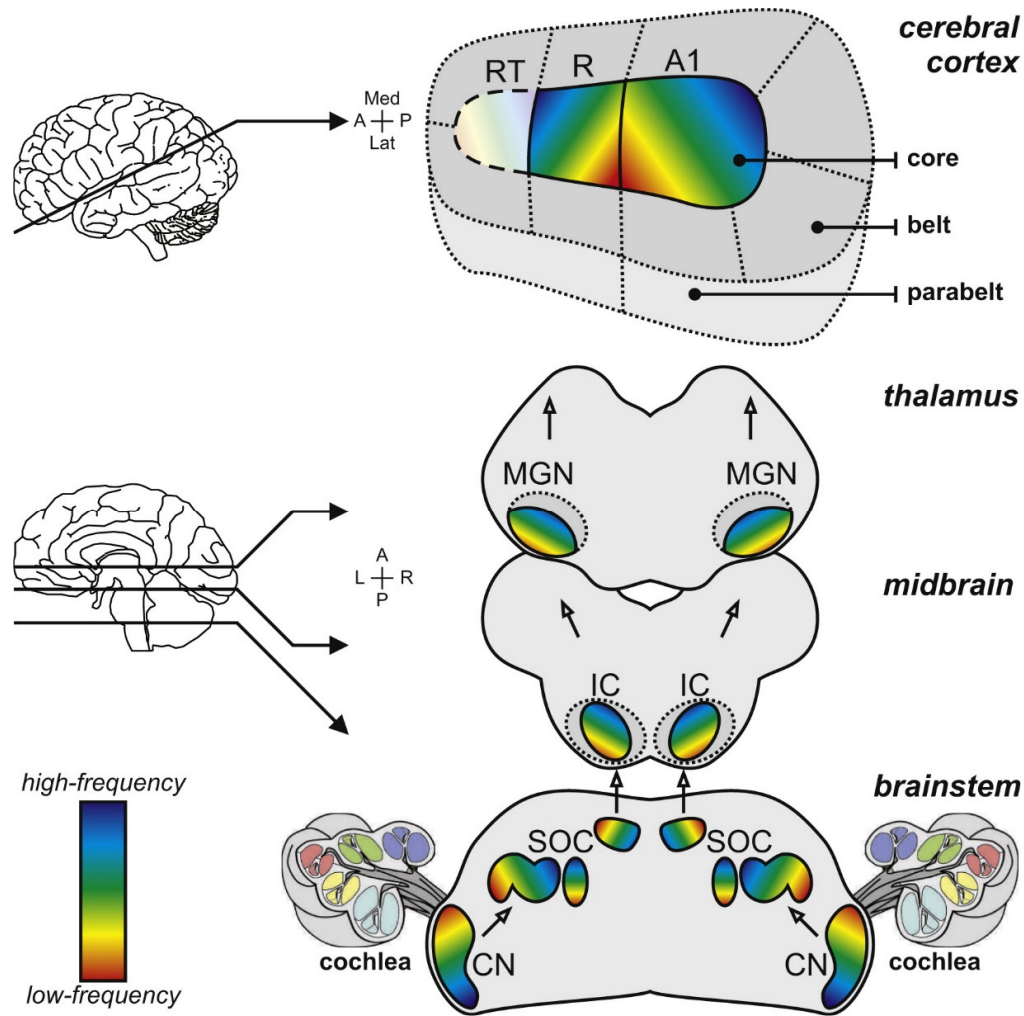 cerebral
cortex
RT R A1
Med
A P
Lat
core
belt
parabelt
thalamus
MGN MGN
A
L R
P
midbrain
IC IC
high-frequency
brainstem
SOC SOC
CN CN
cochlea cochlea
low-frequency